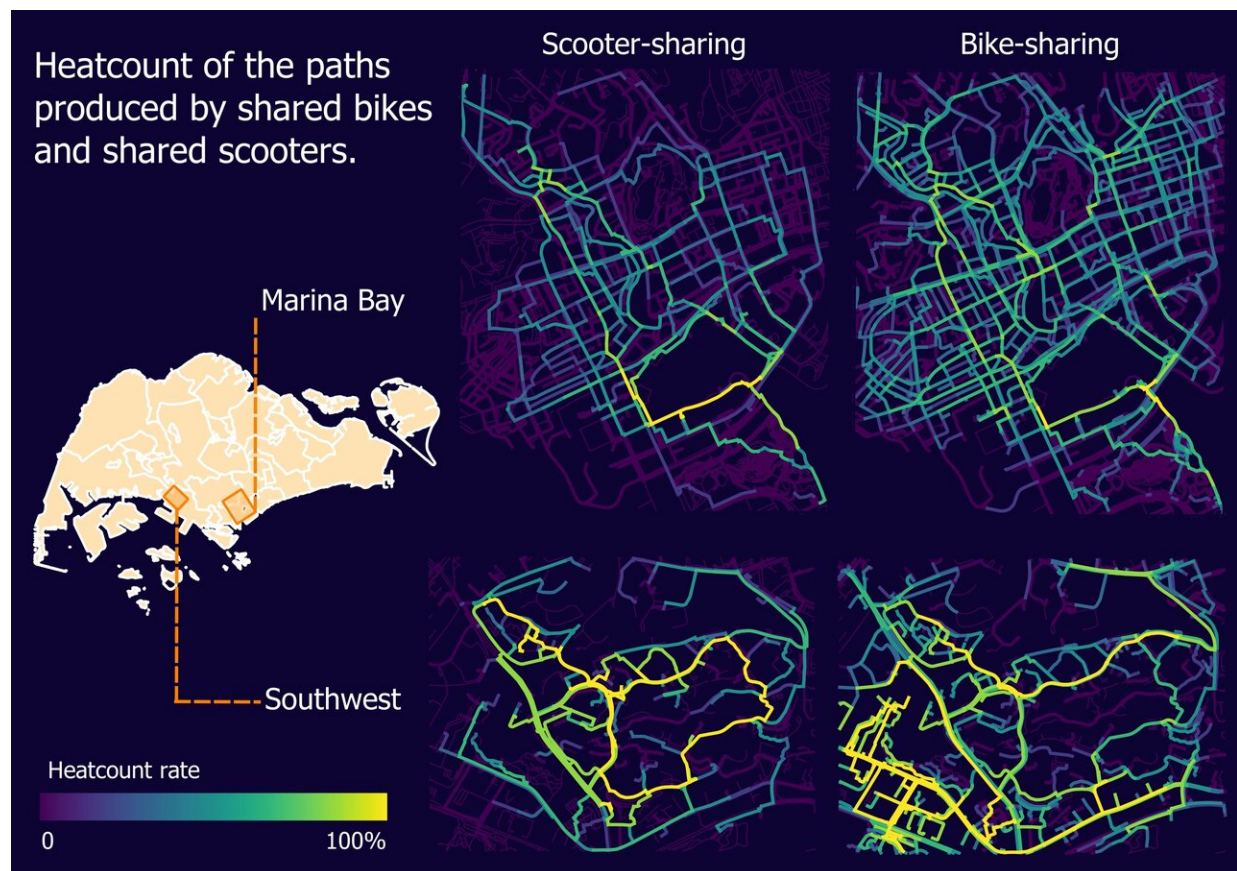 Heatcount of the paths
produced by shared bikes
and shared scooters.
Scooter-sharing
Bike-sharing
Marina Bay
Southwest
Heatcount rate
0
100%